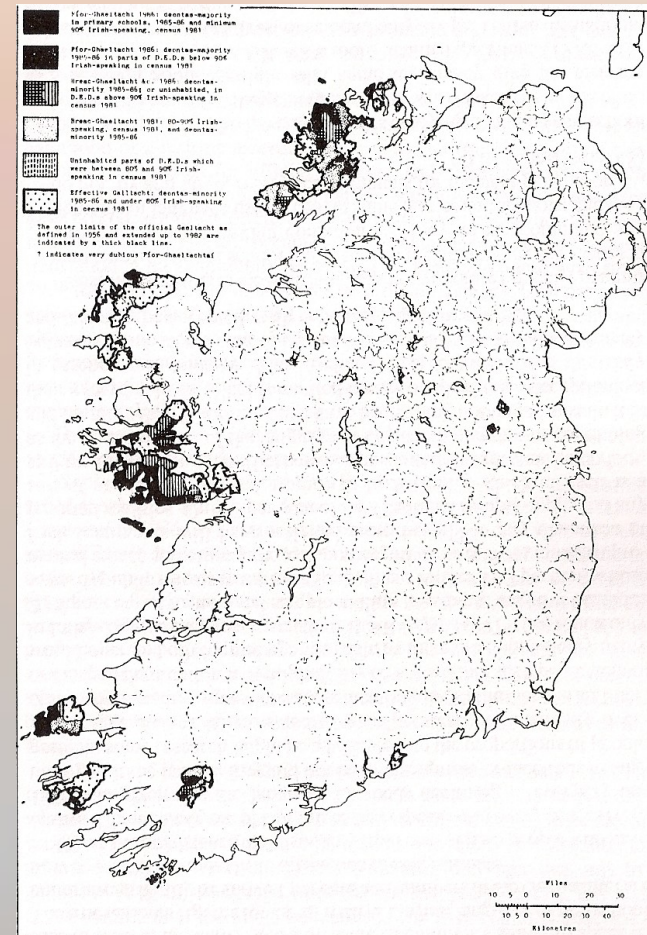 Fíor-Ghaeltacht 1986: deontas-majority
in primary schools, 1985-86 and minimum
90% Irish-speaking, census 1981
Fíor-Ghaeltacht 1986: deontas-majority
1985-86 in parts of D.E.D.s below 90%
Irish-speaking in census 1981
Breac-Ghaeltacht &c. 1986: deontas-
minority 1985-86; or uninhabited, in
D.E.D.s above 90% Irish-speaking in
census 1981
Breac-Ghaeltacht 1981: 80-90% Irish-
speaking, census 1981, and deontas-
minority 1985-86
Uninhabited parts of D.E.D.s which
were between 80% and 90% Irish-
speaking in census 1981
Effective Galltacht: deontas-minority
1985-86 and under 80% Irish-speaking
in census 1981
The outer limits of the official Gaeltacht as
defined in 1956 and extended up to 1982 are
indicated by a thick black line.
? indicates very dubious Fíor-Ghaeltachtaí
Miles
10 5 0 10 20 30
10 5 0 10 20 30 40
Kilometres